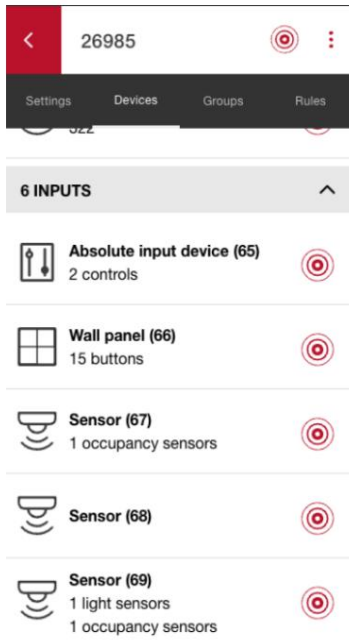 26985
Settings Devices Groups Rules
322
6 INPUTS
Absolute input device (65)
2 controls
Wall panel (66)
15 buttons
Sensor (67)
1 occupancy sensors
Sensor (68)
Sensor (69)
1 light sensors
1 occupancy sensors